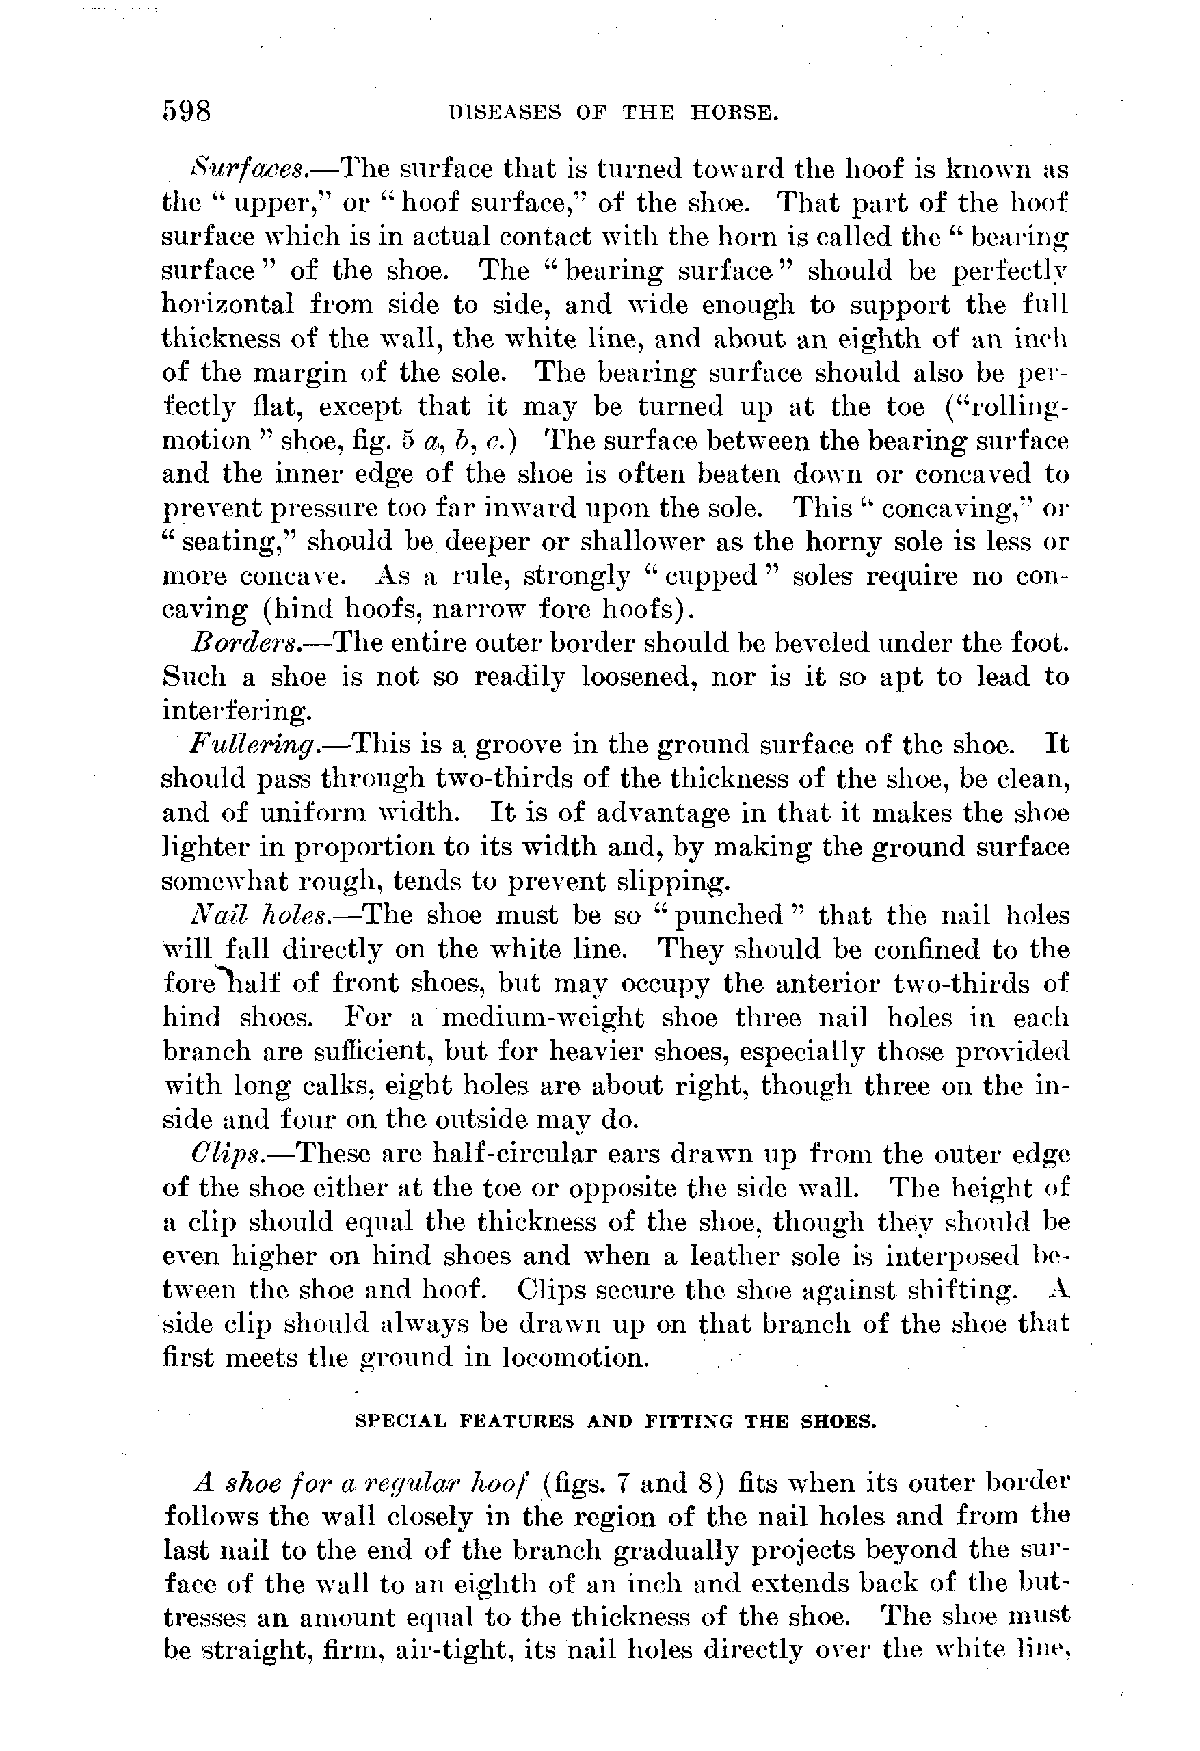 598 DISEASES OF THE HORSE.
Surfaces.—The surface that is turned toward the hoof is known as
the " upper," or " hoof surface," of the shoe. That part of the hoof
surface which is in actual contact with the horn is called the " bearing
surface " of the shoe. The " bearing surface " should be perfectly
horizontal from side to side, and wide enough to support the full
thickness of the wall, the white line, and about an eighth of an inch
of the margin of the sole. The bearing surface should also be per-
fectly flat, except that it may be turned up at the toe ("rolling-
motion " shoe, fig. 5 a, b, c.) The surface between the bearing surface
and the inner edge of the shoe is often beaten down or concaved to
prevent pressure too far inward upon the sole. This " concaving," or
" seating," should be deeper or shallower as the horny sole is less or
more concave. As a rule, strongly " cupped " soles require no con-
caving (hind hoofs, narrow fore hoofs).
Borders.—The entire outer border should be beveled under the foot.
Such a shoe is not so readily loosened, nor is it so apt to lead to
interfering.
Fullering.—This is a groove in the ground surface of the shoe. It
should pass through two-thirds of the thickness of the shoe, be clean,
and of uniform width. It is of advantage in that it makes the shoe
lighter in proportion to its width and, by making the ground surface
somewhat rough, tends to prevent slipping.
Nail holes.—The shoe must be so " punched " that the nail holes
will fall directly on the white line. They should be confined to the
fore half of front shoes, but may occupy the anterior two-thirds of
hind shoes. For a medium-weight shoe three nail holes in each
branch are sufficient, but for heavier shoes, especially those provided
with long calks, eight holes are about right, though three on the in-
side and four on the outside may do.
Clips.—These are half-circular ears drawn up from the outer edge
of the shoe either at the toe or opposite the side wall. The height of
a clip should equal the thickness of the shoe, though they should be
even higher on hind shoes and when a leather sole is interposed be-
tween the shoe and hoof. Clips secure the shoe against shifting. A
side clip should always be drawn up on that branch of the shoe that
first meets the ground in locomotion.
SPECIAL FEATURES AND FITTING THE SHOES.
A shoe for a regular hoof (figs. 7 and 8) fits when its outer border
follows the wall closely in the region of the nail holes and from the
last nail to the end of the branch gradually projects beyond the sur-
face of the wall to an eighth of an inch and extends back of the but-
tresses an amount equal to the thickness of the shoe. The shoe must
be straight, firm, air-tight, its nail holes directly over the white line,